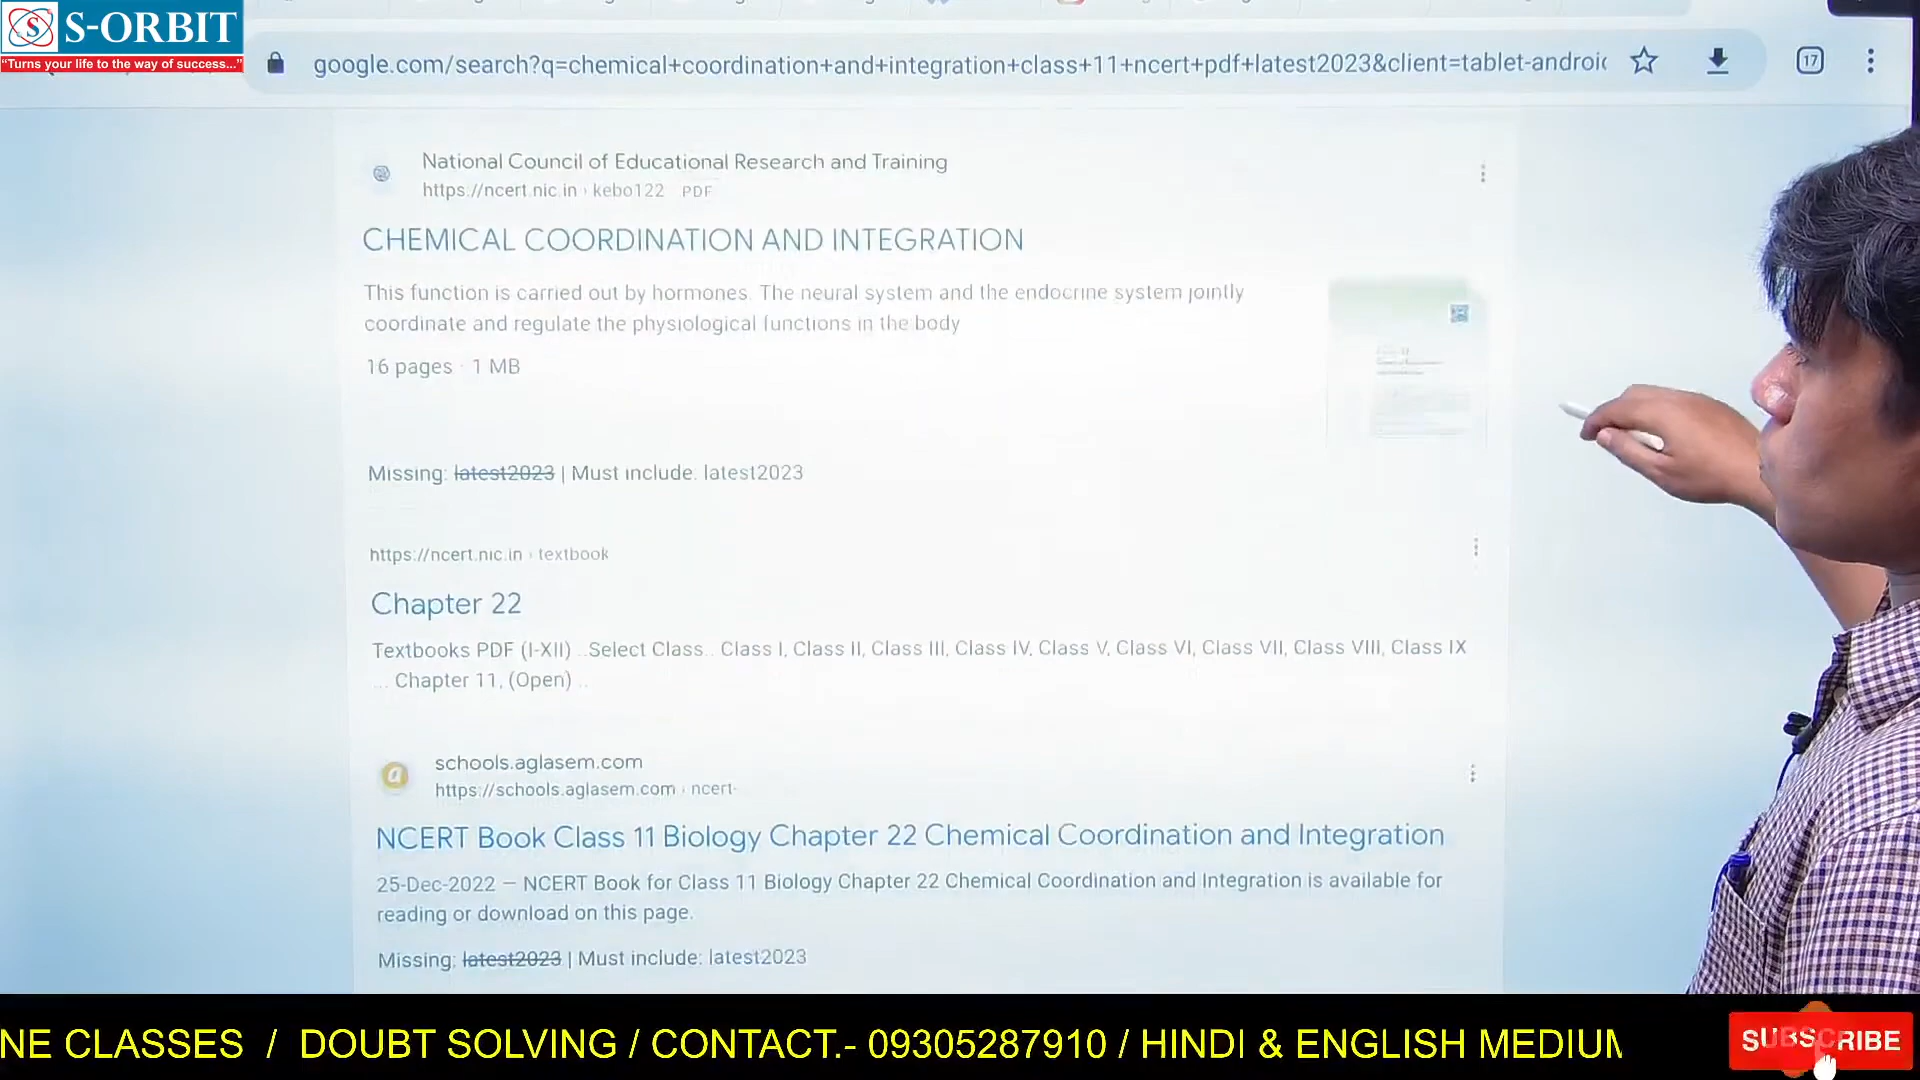 S-ORBIT
"Turns your life to the way of success..."
google.com/search?q=chemical+coordination+and+integration+class+11+ncert+pdf+latest2023&client=tablet-androic
17
National Council of Educational Research and Training
https://ncert.nic.in › kebo122 PDF
CHEMICAL COORDINATION AND INTEGRATION
This function is carried out by hormones. The neural system and the endocrine system jointly
coordinate and regulate the physiological functions in the body
16 pages · 1 MB
Missing: latest2023 | Must include: latest2023
https://ncert.nic.in › textbook
Chapter 22
Textbooks PDF (I-XII) ..Select Class.. Class I, Class II, Class III, Class IV, Class V, Class VI, Class VII, Class VIII, Class IX
... Chapter 11, (Open) ..
schools.aglasem.com
https://schools.aglasem.com › ncert-
NCERT Book Class 11 Biology Chapter 22 Chemical Coordination and Integration
25-Dec-2022 — NCERT Book for Class 11 Biology Chapter 22 Chemical Coordination and Integration is available for
reading or download on this page.
Missing: latest2023 | Must include: latest2023
NE CLASSES / DOUBT SOLVING / CONTACT.- 09305287910 / HINDI & ENGLISH MEDIUM
SUBSCRIBE